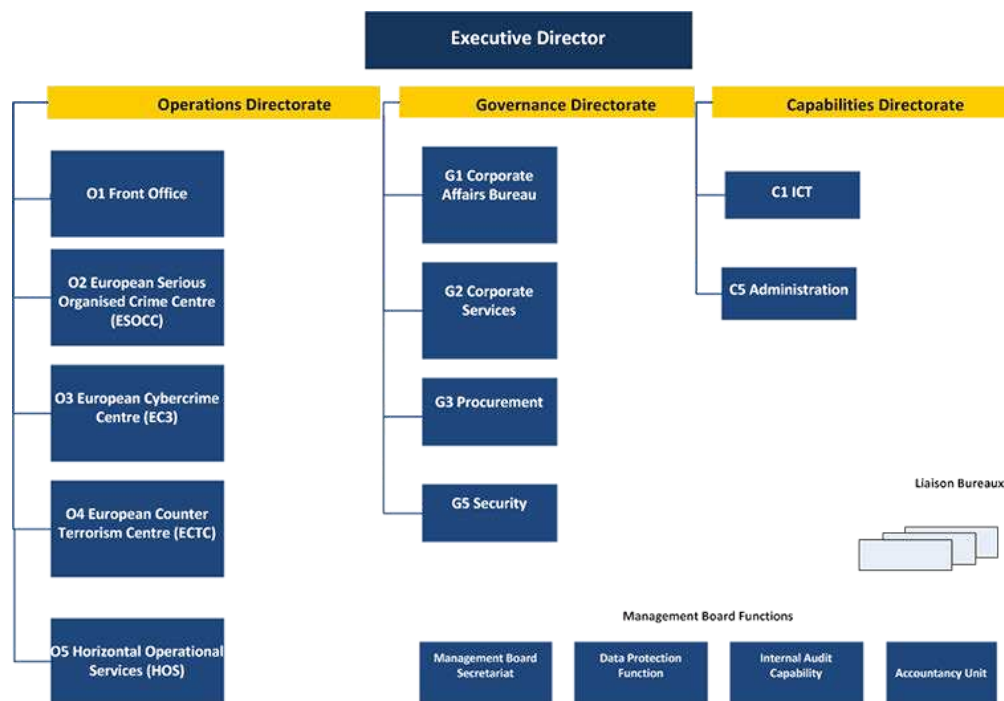 Executive Director
Operations Directorate
Governance Directorate
Capabilities Directorate
O1 Front Office
O2 European Serious
Organised Crime Centre
(ESOCC)
O3 European Cybercrime
Centre (EC3)
O4 European Counter
Terrorism Centre (ECTC)
O5 Horizontal Operational
Services (HOS)
G1 Corporate
Affairs Bureau
G2 Corporate
Services
G3 Procurement
G5 Security
C1 ICT
C5 Administration
Liaison Bureaux
Management Board Functions
Management Board
Secretariat
Data Protection
Function
Internal Audit
Capability
Accountancy Unit